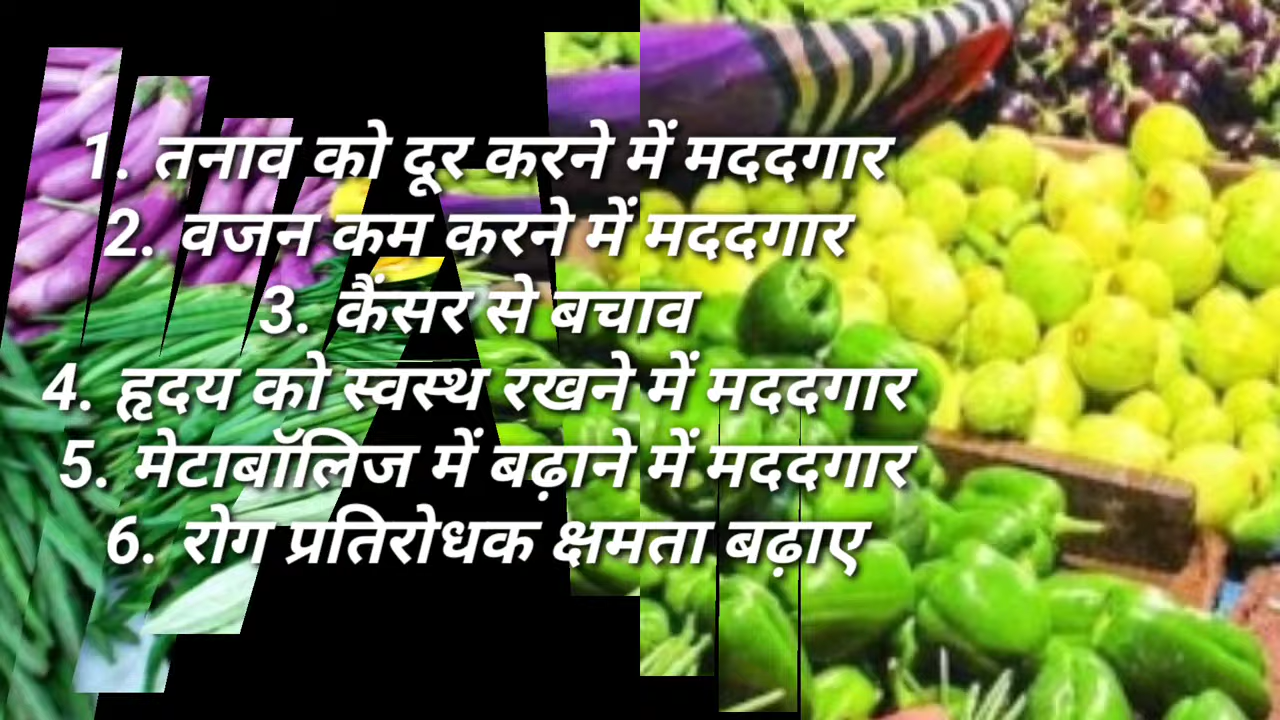 1. तनाव को दूर करने में मददगार
2. वजन कम करने में मददगार
3. कैंसर से बचाव
4. हृदय को स्वस्थ रखने में मददगार
5. मेटाबॉलिज में बढ़ाने में मददगार
6. रोग प्रतिरोधक क्षमता बढ़ाए